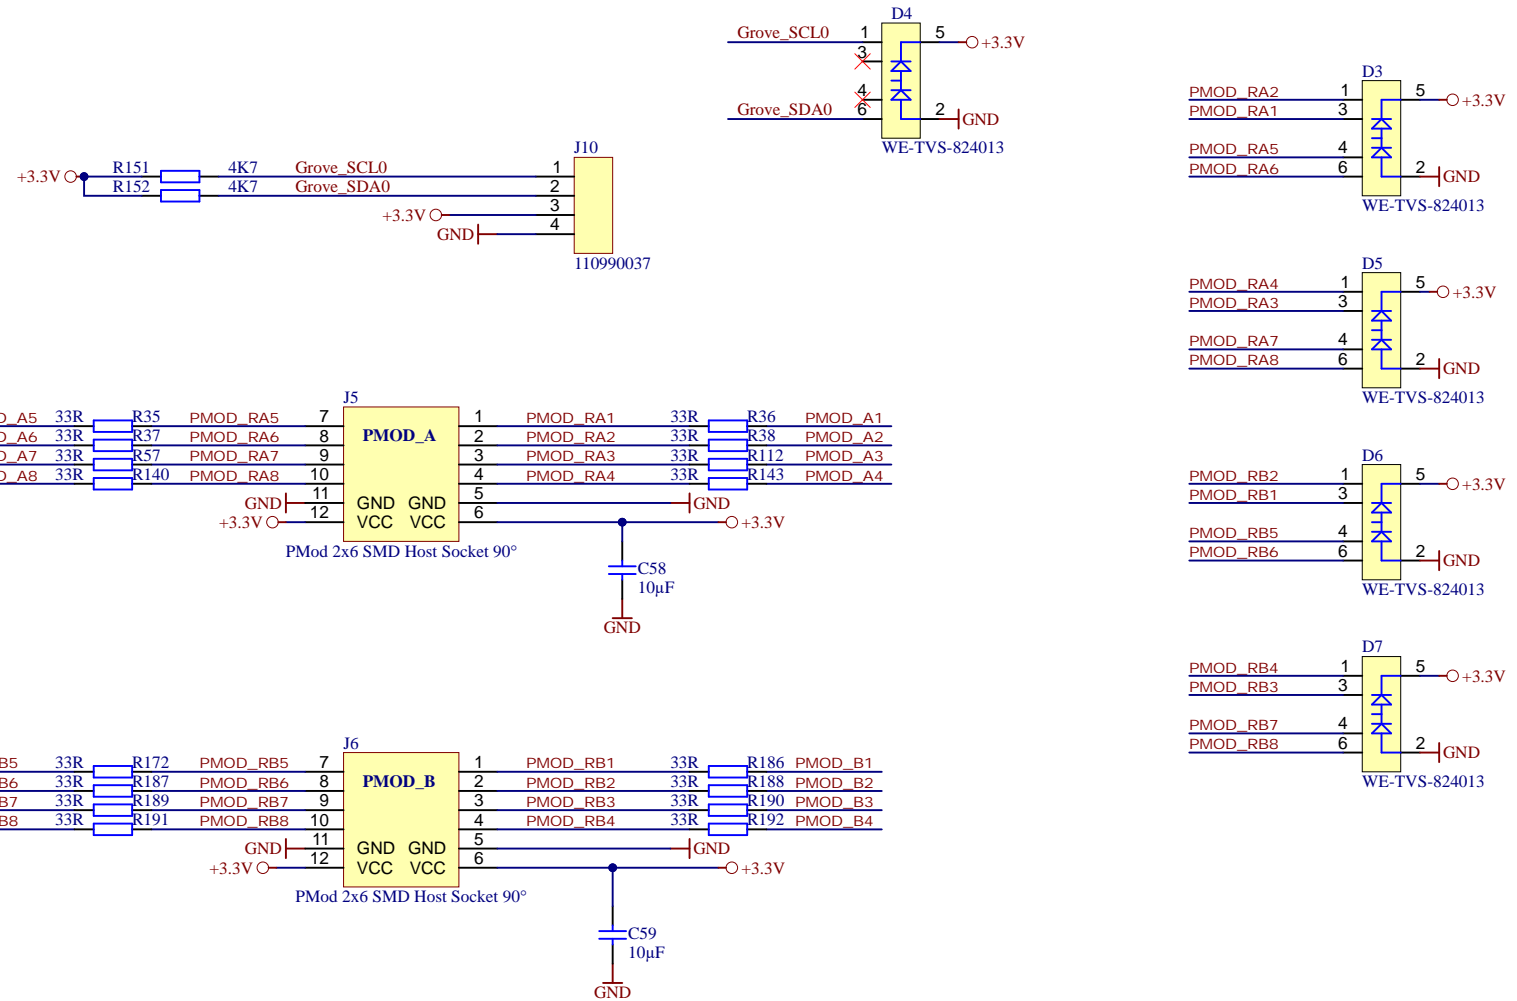 D4
Grove_SCL0 1 5 +3.3V
3
4
Grove_SDA0 6 2 GND
WE-TVS-824013
D3
PMOD_RA2 1 5 +3.3V
PMOD_RA1 3
PMOD_RA5 4
PMOD_RA6 6 2 GND
WE-TVS-824013
J10
+3.3V R151 4K7 Grove_SCL0 1
R152 4K7 Grove_SDA0 2
+3.3V 3
GND 4
110990037
D5
PMOD_RA4 1 5 +3.3V
PMOD_RA3 3
PMOD_RA7 4
PMOD_RA8 6 2 GND
WE-TVS-824013
J5
PMOD_A
D_A5 33R R35 PMOD_RA5 7 1 PMOD_RA1 33R R36 PMOD_A1
D_A6 33R R37 PMOD_RA6 8 2 PMOD_RA2 33R R38 PMOD_A2
D_A7 33R R57 PMOD_RA7 9 3 PMOD_RA3 33R R112 PMOD_A3
D_A8 33R R140 PMOD_RA8 10 4 PMOD_RA4 33R R143 PMOD_A4
GND 11 GND GND 5 GND
+3.3V 12 VCC VCC 6 +3.3V
PMod 2x6 SMD Host Socket 90°
C58
10µF
GND
D6
PMOD_RB2 1 5 +3.3V
PMOD_RB1 3
PMOD_RB5 4
PMOD_RB6 6 2 GND
WE-TVS-824013
D7
PMOD_RB4 1 5 +3.3V
PMOD_RB3 3
PMOD_RB7 4
PMOD_RB8 6 2 GND
WE-TVS-824013
J6
PMOD_B
B5 33R R172 PMOD_RB5 7 1 PMOD_RB1 33R R186 PMOD_B1
B6 33R R187 PMOD_RB6 8 2 PMOD_RB2 33R R188 PMOD_B2
B7 33R R189 PMOD_RB7 9 3 PMOD_RB3 33R R190 PMOD_B3
B8 33R R191 PMOD_RB8 10 4 PMOD_RB4 33R R192 PMOD_B4
GND 11 GND GND 5 GND
+3.3V 12 VCC VCC 6 +3.3V
PMod 2x6 SMD Host Socket 90°
C59
10µF
GND